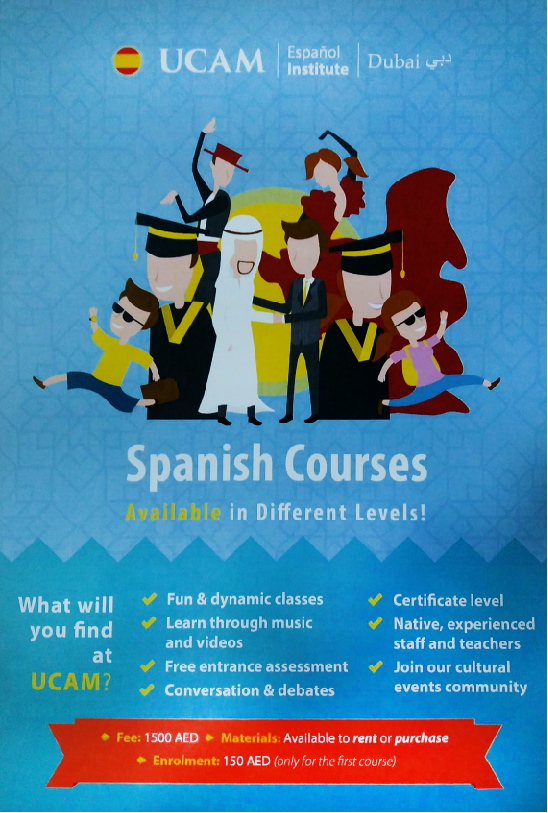 UCAM
Español
Institute
Dubai دبي
Spanish Courses
Available in Different Levels!
What will
you find
at
UCAM?
Fun & dynamic classes
Learn through music
and videos
Free entrance assessment
Conversation & debates
Certificate level
Native, experienced
staff and teachers
Join our cultural
events community
Fee: 1500 AED Materials: Available to rent or purchase
Enrolment: 150 AED (only for the first course)